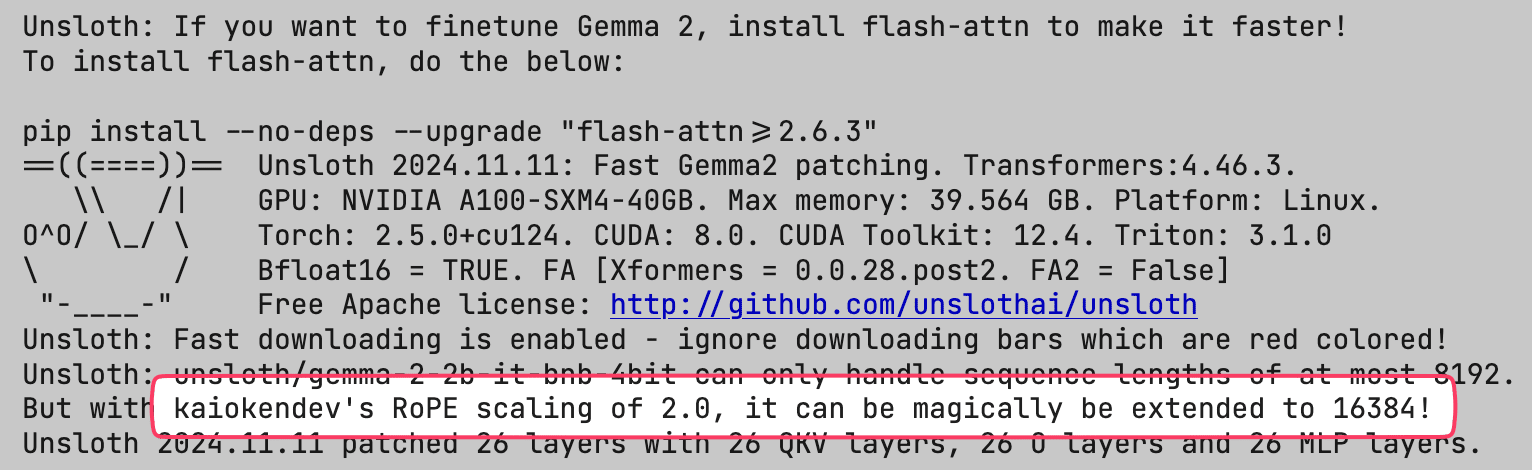 Unsloth: If you want to finetune Gemma 2, install flash-attn to make it faster!
To install flash-attn, do the below:
pip install --no-deps --upgrade "flash-attn>=2.6.3"
==((====))==  Unsloth 2024.11.11: Fast Gemma2 patching. Transformers:4.46.3.
   \\   /|    GPU: NVIDIA A100-SXM4-40GB. Max memory: 39.564 GB. Platform: Linux.
O^O/ \_/ \    Torch: 2.5.0+cu124. CUDA: 8.0. CUDA Toolkit: 12.4. Triton: 3.1.0
\        /    Bfloat16 = TRUE. FA [Xformers = 0.0.28.post2. FA2 = False]
 "-____-"     Free Apache license: http://github.com/unslothai/unsloth
Unsloth: Fast downloading is enabled - ignore downloading bars which are red colored!
Unsloth: unsloth/gemma-2-2b-it-bnb-4bit can only handle sequence lengths of at most 8192.
But with kaiokendev's RoPE scaling of 2.0, it can be magically be extended to 16384!
Unsloth 2024.11.11 patched 26 layers with 26 QKV layers, 26 O layers and 26 MLP layers.